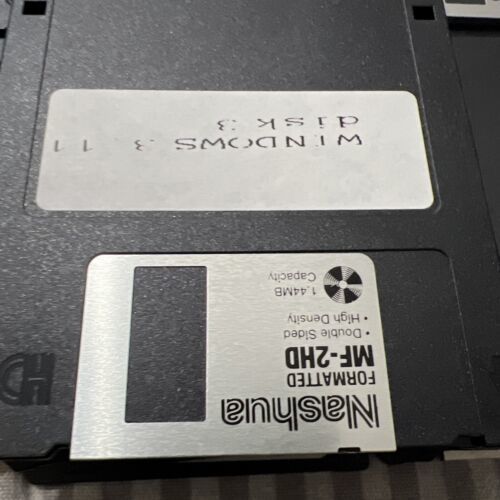 Nashua
FORMATTED
MF-2HD
• Double Sided
• High Density
1.44MB
Capacity
HD
WINDOWS 3.11
disk 3